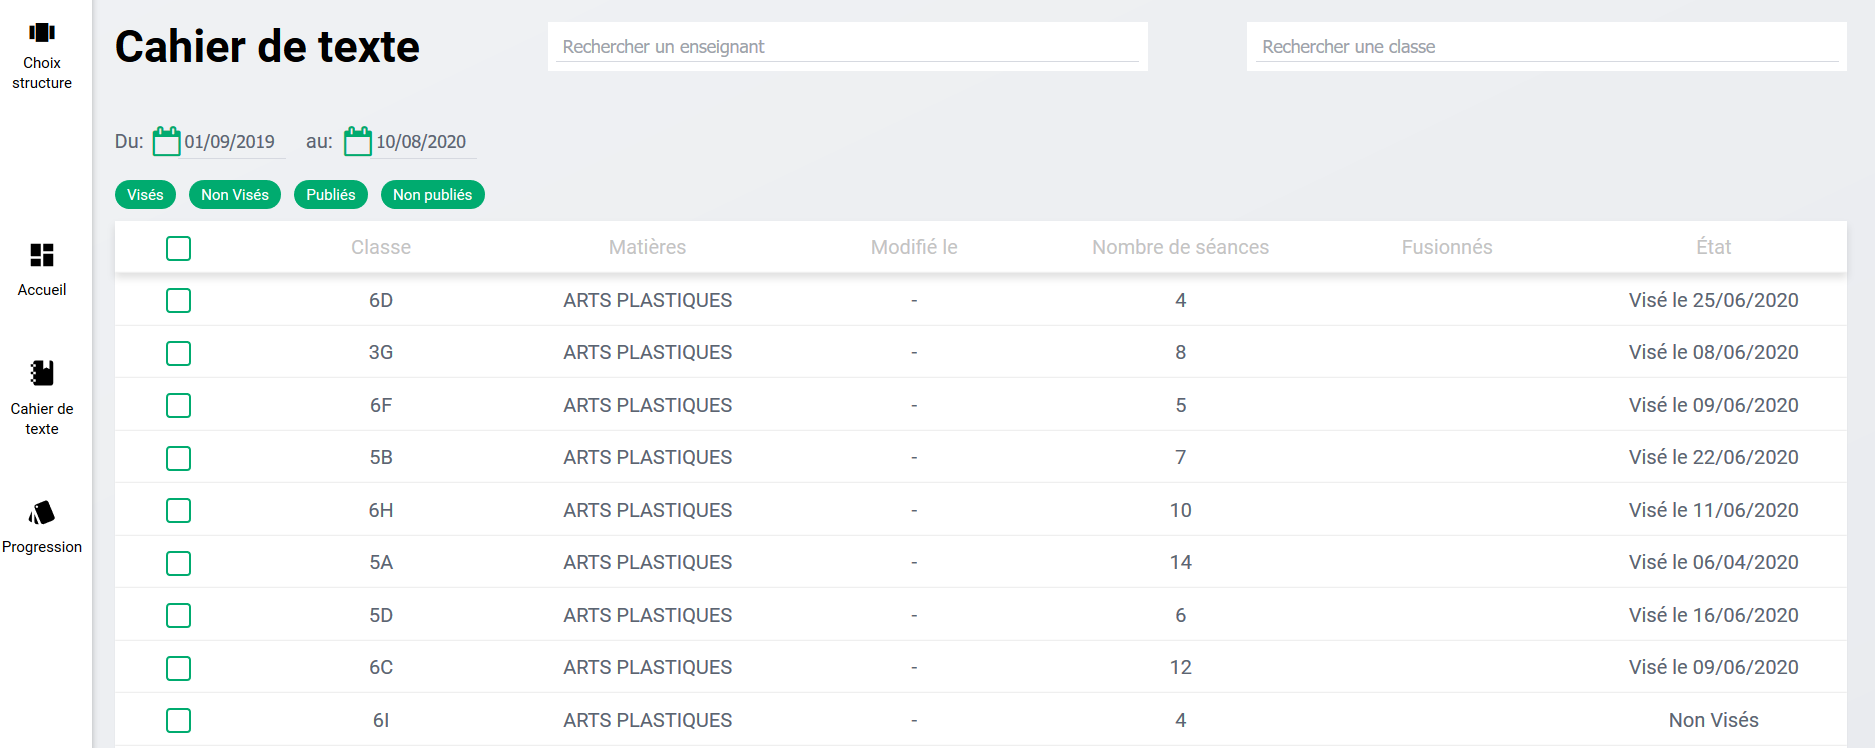 Choix
structure
Accueil
Cahier de
texte
Progression
Cahier de texte
Rechercher un enseignant
Rechercher une classe
Du: 01/09/2019 au: 10/08/2020
Visés Non Visés Publiés Non publiés
Classe Matières Modifié le Nombre de séances Fusionnés État
6D ARTS PLASTIQUES - 4 Visé le 25/06/2020
3G ARTS PLASTIQUES - 8 Visé le 08/06/2020
6F ARTS PLASTIQUES - 5 Visé le 09/06/2020
5B ARTS PLASTIQUES - 7 Visé le 22/06/2020
6H ARTS PLASTIQUES - 10 Visé le 11/06/2020
5A ARTS PLASTIQUES - 14 Visé le 06/04/2020
5D ARTS PLASTIQUES - 6 Visé le 16/06/2020
6C ARTS PLASTIQUES - 12 Visé le 09/06/2020
6I ARTS PLASTIQUES - 4 Non Visés